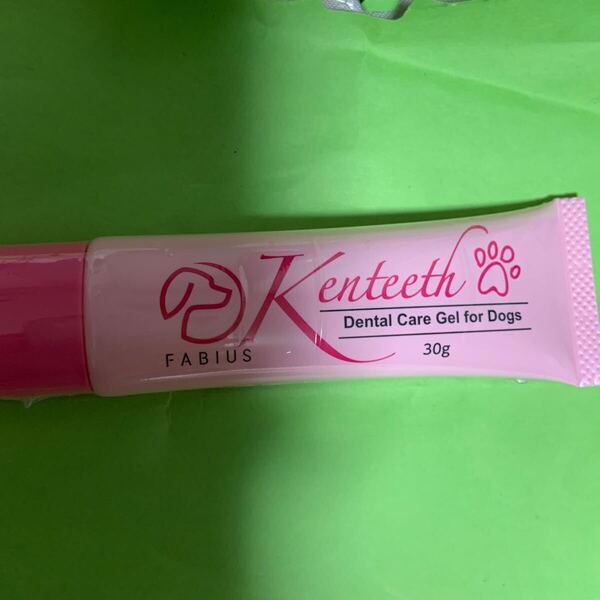 Kenteeth
Dental Care Gel for Dogs
30g
FABIUS